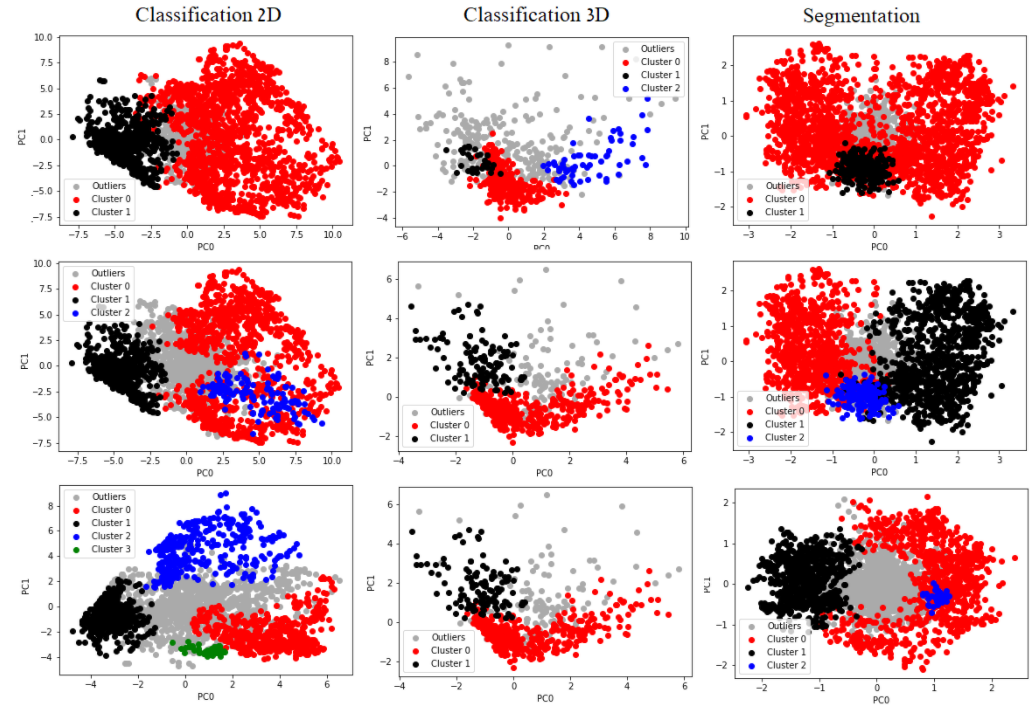 Classification 2D
Classification 3D
Segmentation
10.0
7.5
5.0
2.5
0.0
-2.5
-5.0
-7.5
PC1
Outliers
Cluster 0
Cluster 1
-7.5 -5.0 -2.5 0.0 2.5 5.0 7.5 10.0
PC0
8
6
4
2
0
-2
-4
PC1
Outliers
Cluster 0
Cluster 1
Cluster 2
-6 -4 -2 0 2 4 6 8 10
PC0
2
1
0
-1
-2
PC1
Outliers
Cluster 0
Cluster 1
-3 -2 -1 0 1 2 3
PC0
10.0
7.5
5.0
2.5
0.0
-2.5
-5.0
-7.5
PC1
Outliers
Cluster 0
Cluster 1
Cluster 2
-7.5 -5.0 -2.5 0.0 2.5 5.0 7.5 10.0
PC0
6
4
2
0
-2
PC1
Outliers
Cluster 0
Cluster 1
-4 -2 0 2 4 6
PC0
2
1
0
-1
-2
PC1
Outliers
Cluster 0
Cluster 1
Cluster 2
-3 -2 -1 0 1 2 3
PC0
8
6
4
2
0
-2
-4
PC1
Outliers
Cluster 0
Cluster 1
Cluster 2
Cluster 3
-4 -2 0 2 4 6
PC0
6
4
2
0
-2
PC1
Outliers
Cluster 0
Cluster 1
-4 -2 0 2 4 6
PC0
2
1
0
-1
-2
PC1
Outliers
Cluster 0
Cluster 1
Cluster 2
-2 -1 0 1 2
PC0